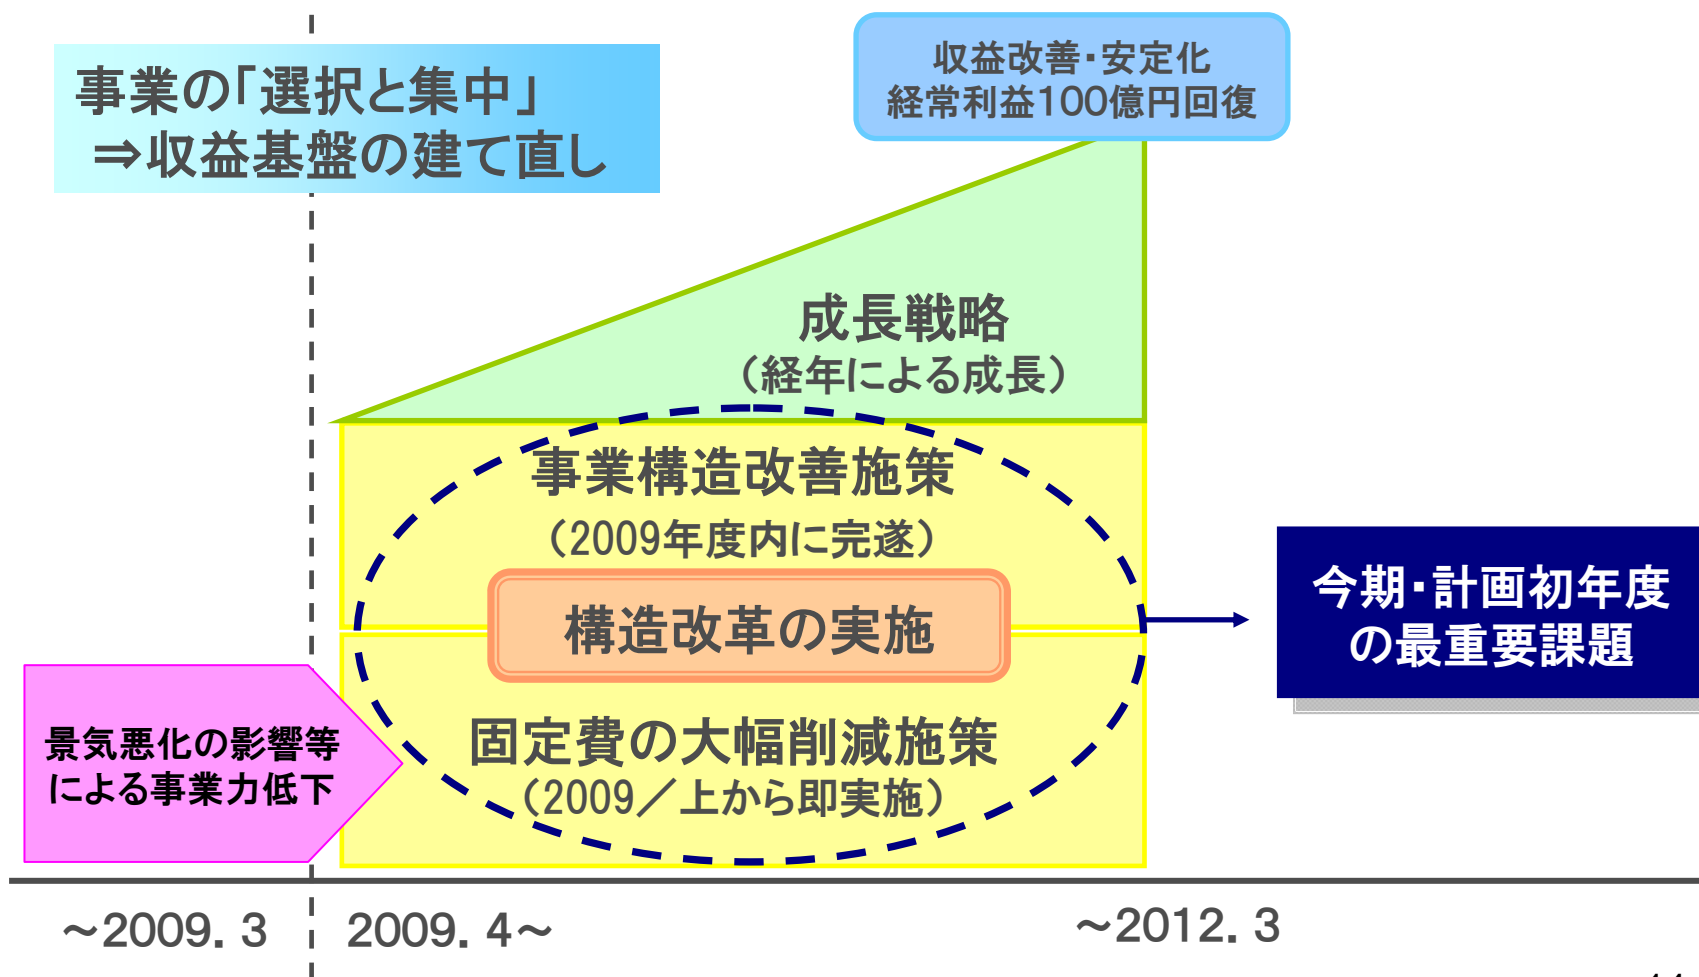 事業の「選択と集中」
⇒収益基盤の建て直し
収益改善・安定化
経常利益100億円回復
成長戦略
（経年による成長）
事業構造改善施策
（2009年度内に完遂）
構造改革の実施
今期・計画初年度
の最重要課題
景気悪化の影響等
による事業力低下
固定費の大幅削減施策
（2009／上から即実施）
～2009．3
2009．4～
～2012．3